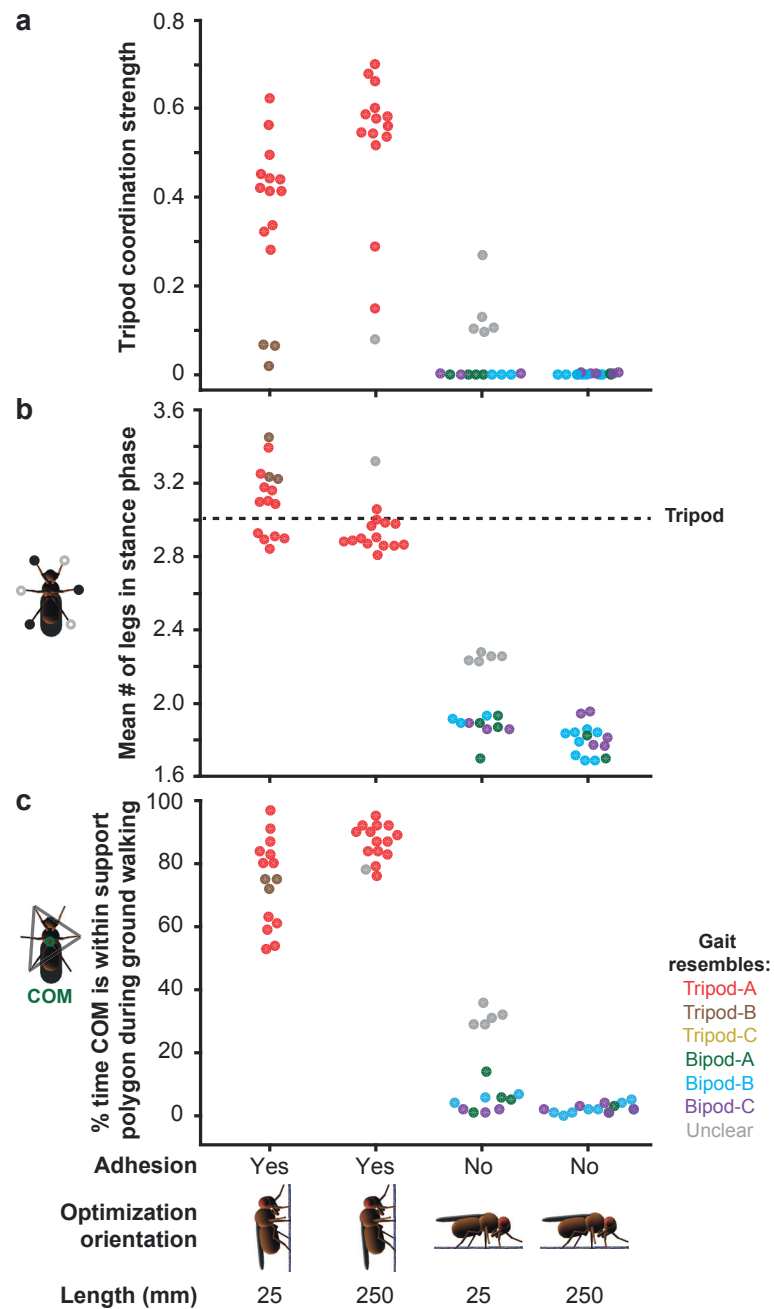 a
Tripod coordination strength
0.8
0.6
0.4
0.2
0
b
Mean # of legs in stance phase
3.6
3.2
2.8
2.4
2.0
1.6
Tripod
c
% time COM is within support
polygon during ground walking
100
80
60
40
20
0
COM
Gait
resembles:
Tripod-A
Tripod-B
Tripod-C
Bipod-A
Bipod-B
Bipod-C
Unclear
Adhesion Yes Yes No No
Optimization
orientation
Length (mm) 25 250 25 250